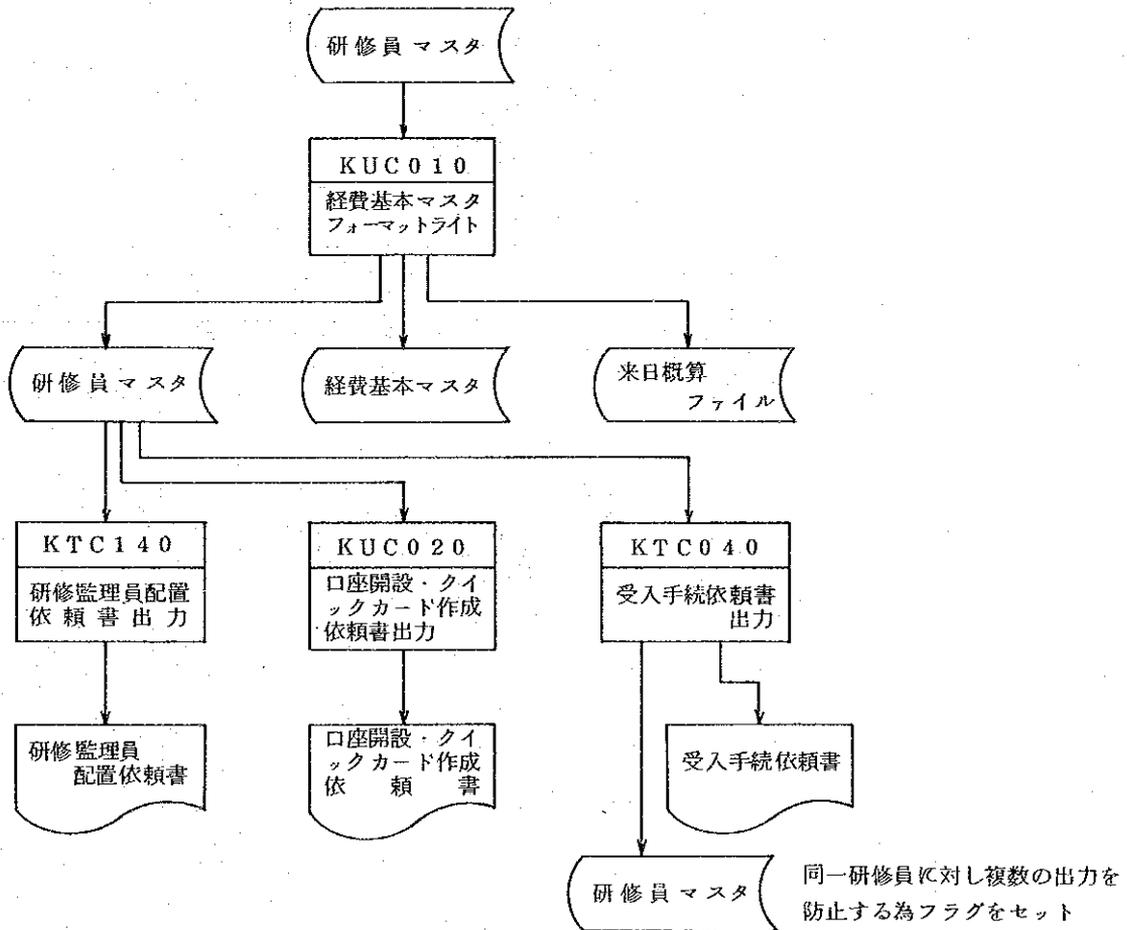 研修員マスタ
KUC010
経費基本マスタ
フォーマットライト
研修員マスタ
経費基本マスタ
来日概算
ファイル
KTC140
研修監理員配置
依頼書出力
KUC020
口座開設・クイ
ックカード作成
依頼書出力
KTC040
受入手続依頼書
出力
研修監理員
配置依頼書
口座開設・クイ
ックカード作成
依頼書
受入手続依頼書
研修員マスタ
同一研修員に対し複数の出力を
防止する為フラグをセット